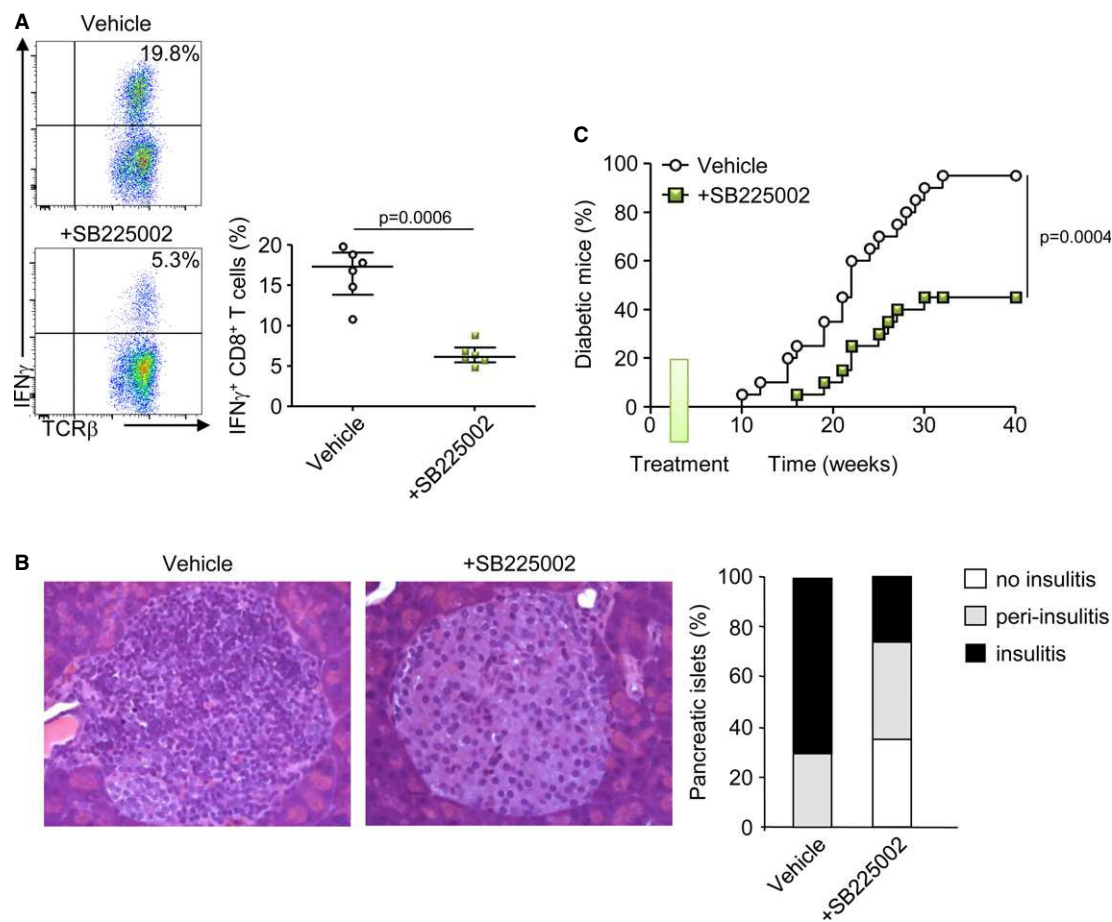 A
Vehicle
19.8%
+SB225002
5.3%
IFNγ
TCRβ
p=0.0006
20
15
10
5
0
IFNγ⁺ CD8⁺ T cells (%)
Vehicle
+SB225002
C
100
80
60
40
20
0
Diabetic mice (%)
Vehicle
+SB225002
p=0.0004
0
10
20
30
40
Treatment
Time (weeks)
B
Vehicle
+SB225002
100
80
60
40
20
0
Pancreatic islets (%)
no insulitis
peri-insulitis
insulitis
Vehicle
+SB225002